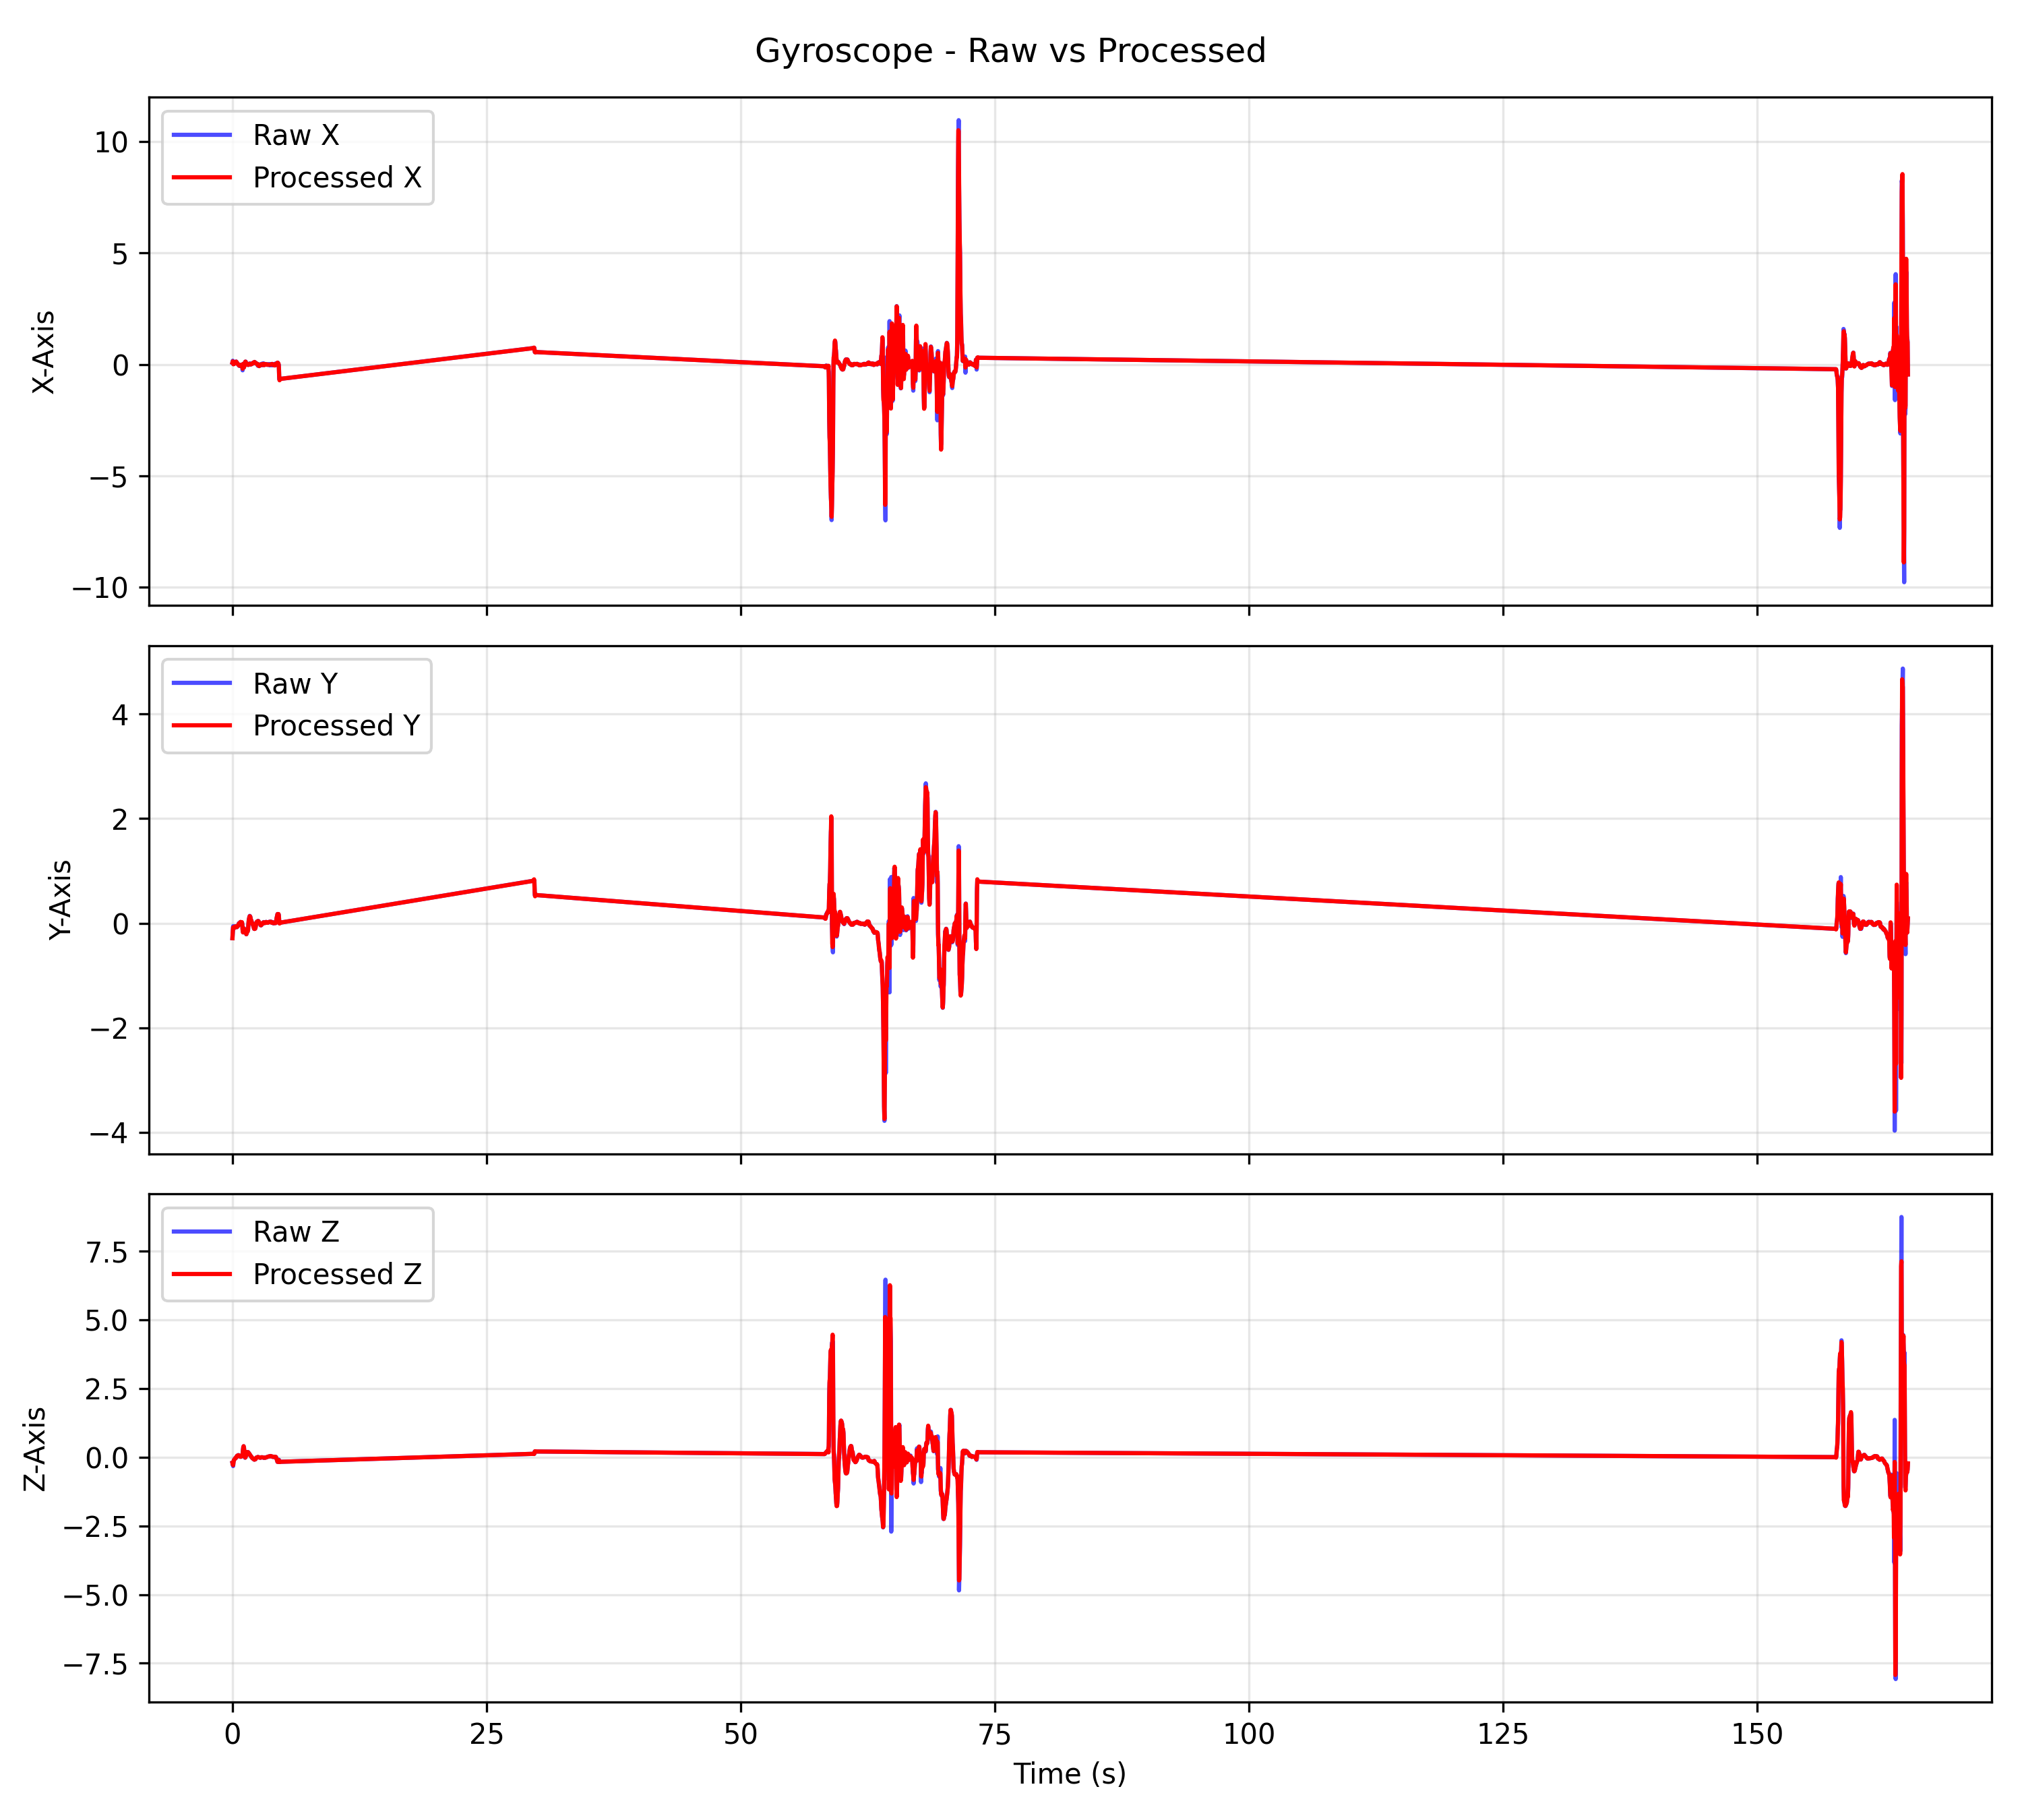 Gyroscope - Raw vs Processed
Raw X
Processed X
10
5
0
−5
−10
X-Axis
Raw Y
Processed Y
4
2
0
−2
−4
Y-Axis
Raw Z
Processed Z
7.5
5.0
2.5
0.0
−2.5
−5.0
−7.5
Z-Axis
0 25 50 75 100 125 150
Time (s)